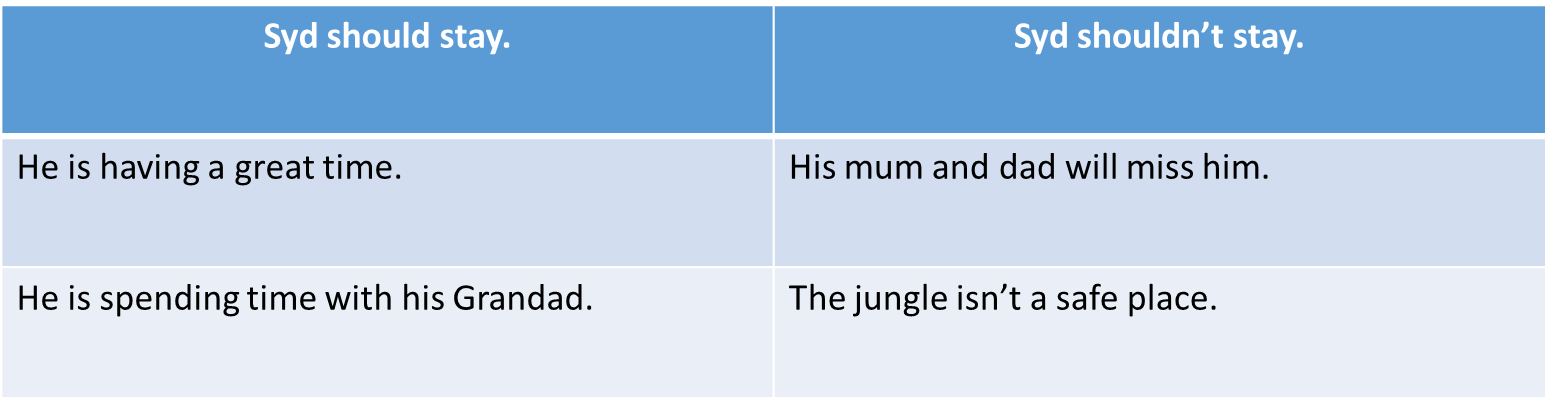 Syd should stay.
Syd shouldn’t stay.
He is having a great time.
His mum and dad will miss him.
He is spending time with his Grandad.
The jungle isn’t a safe place.